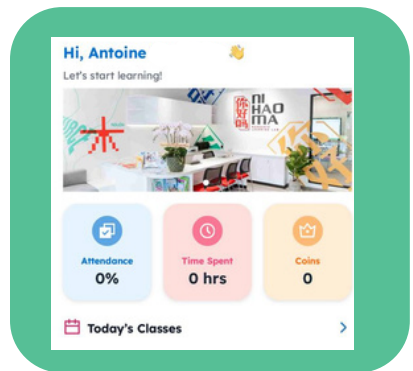 Hi, Antoine 👋
Let's start learning!
你好吗 NI
HAO
MA
Attendance
0%
Time Spent
0 hrs
Coins
0
Today's Classes